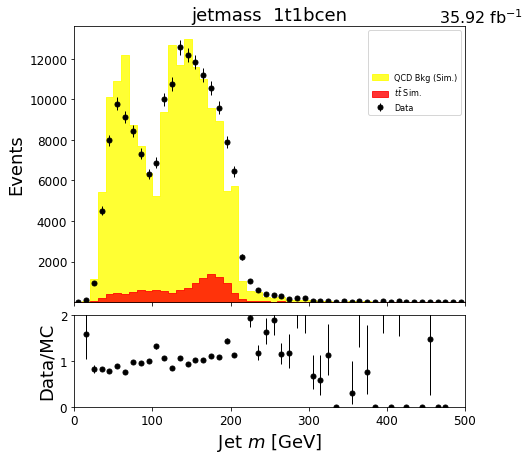 jetmass 1t1bcen
35.92 fb⁻¹
QCD Bkg (Sim.)
tt̄ Sim.
Data
Events
12000
10000
8000
6000
4000
2000
Data/MC
2
1
0
0 100 200 300 400 500
Jet m [GeV]